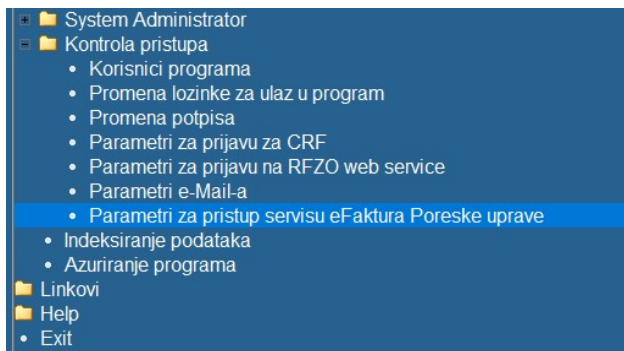 System Administrator
Kontrola pristupa
Korisnici programa
Promena lozinke za ulaz u program
Promena potpisa
Parametri za prijavu za CRF
Parametri za prijavu na RFZO web service
Parametri e-Mail-a
Parametri za pristup servisu eFaktura Poreske uprave
Indeksiranje podataka
Azuriranje programa
Linkovi
Help
Exit